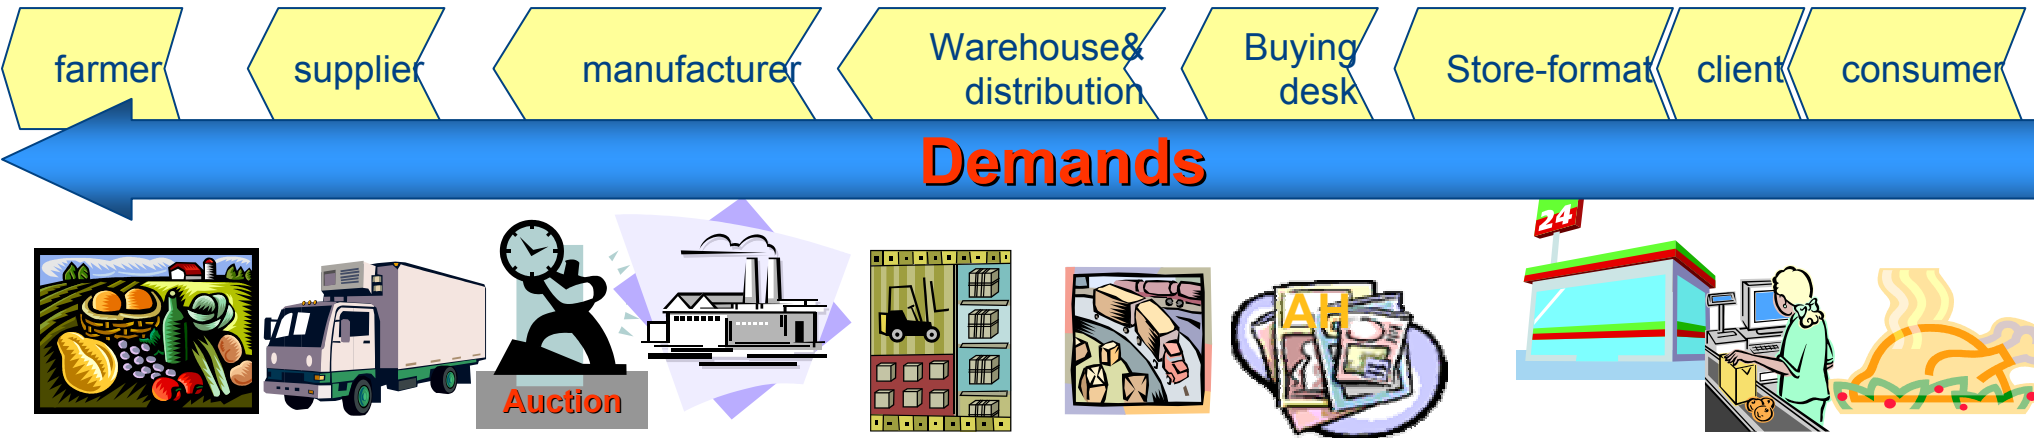 farmer
supplier
manufacturer
Warehouse&
distribution
Buying
desk
Store-format
client
consumer
Demands
24
AH
Auction